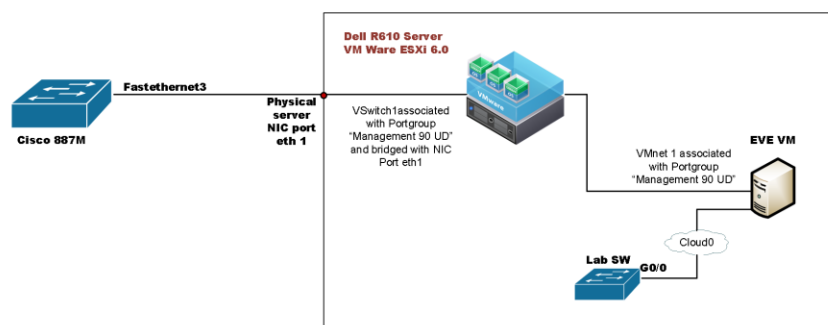 Dell R610 Server
VM Ware ESXi 6.0
Fastethernet3
Cisco 887M
Physical
server
NIC port
eth 1
VSwitch1associated
with Portgroup
“Management 90 UD”
and bridged with NIC
Port eth1
VMware
EVE VM
VMnet 1 associated
with Portgroup
“Management 90 UD”
Cloud0
Lab SW
G0/0